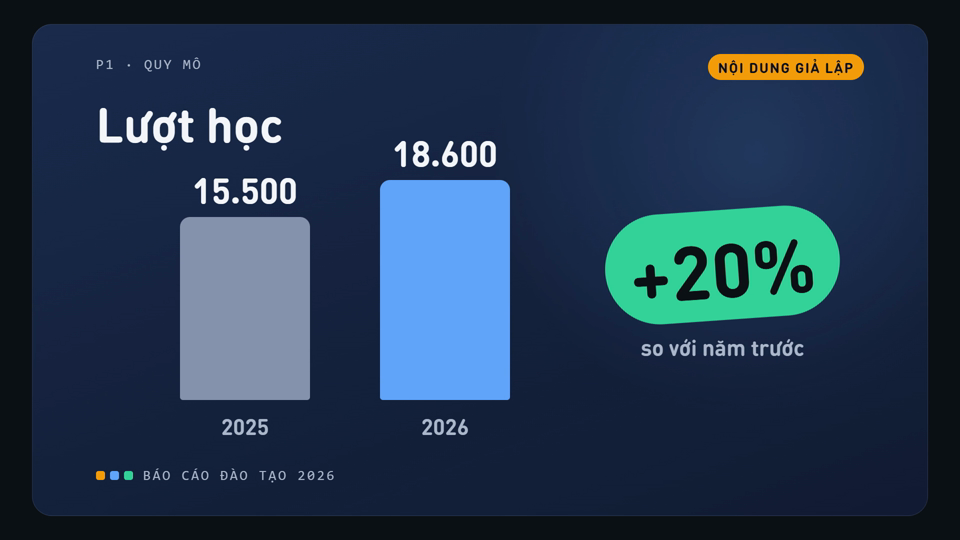 P1 · QUY MÔ
NỘI DUNG GIẢ LẬP
Lượt học
15.500
18.600
+20%
so với năm trước
2025
2026
BÁO CÁO ĐÀO TẠO 2026